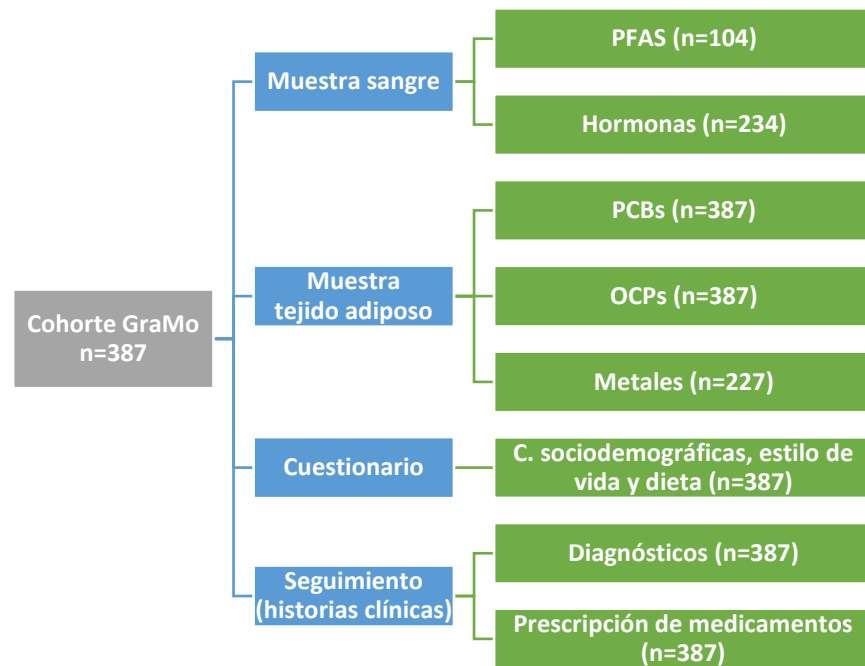 Cohorte GraMo
n=387
Muestra sangre
PFAS (n=104)
Hormonas (n=234)
Muestra
tejido adiposo
PCBs (n=387)
OCPs (n=387)
Metales (n=227)
Cuestionario
C. sociodemográficas, estilo de
vida y dieta (n=387)
Seguimiento
(historias clínicas)
Diagnósticos (n=387)
Prescripción de medicamentos
(n=387)